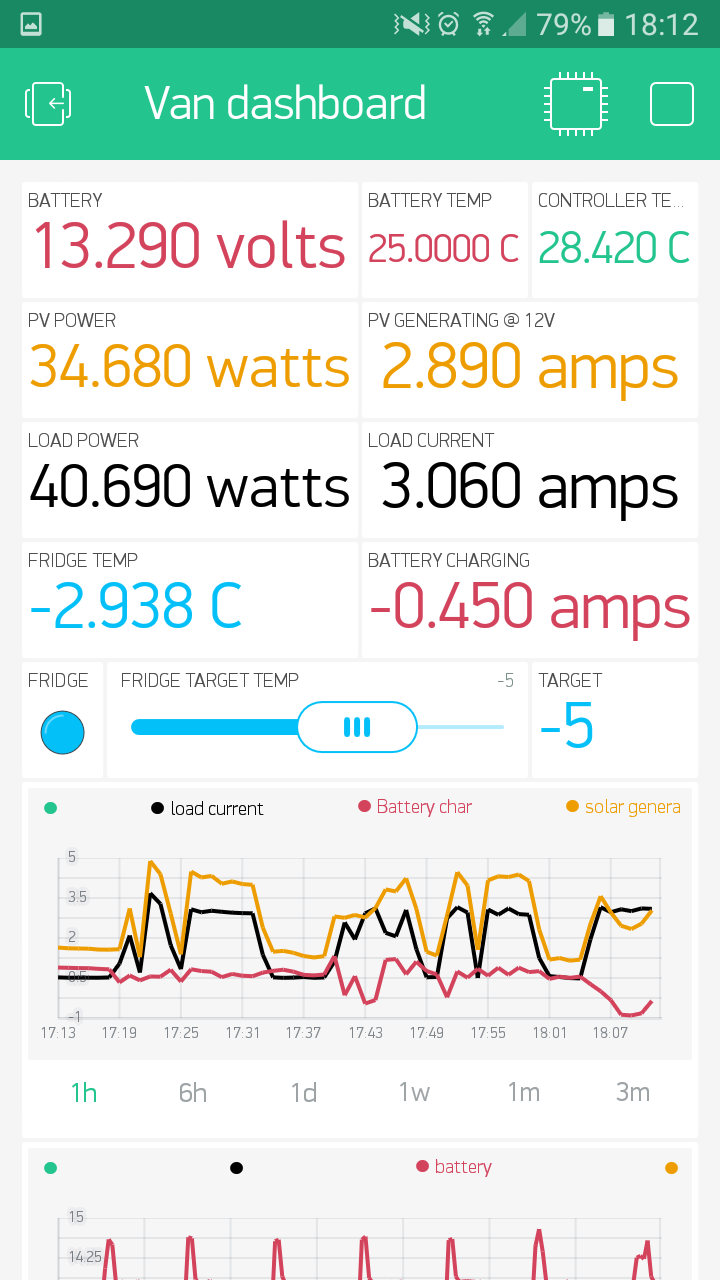 79% 18:12
Van dashboard
BATTERY BATTERY TEMP CONTROLLER TE...
13.290 volts 25.0000 C 28.420 C
PV POWER PV GENERATING @ 12V
34.680 watts 2.890 amps
LOAD POWER LOAD CURRENT
40.690 watts 3.060 amps
FRIDGE TEMP BATTERY CHARGING
-2.938 C -0.450 amps
FRIDGE FRIDGE TARGET TEMP -5 TARGET
-5
load current Battery char solar genera
5
3.5
2
0.5
-1
17:13 17:19 17:25 17:31 17:37 17:43 17:49 17:55 18:01 18:07
1h 6h 1d 1w 1m 3m
battery
15
14.25